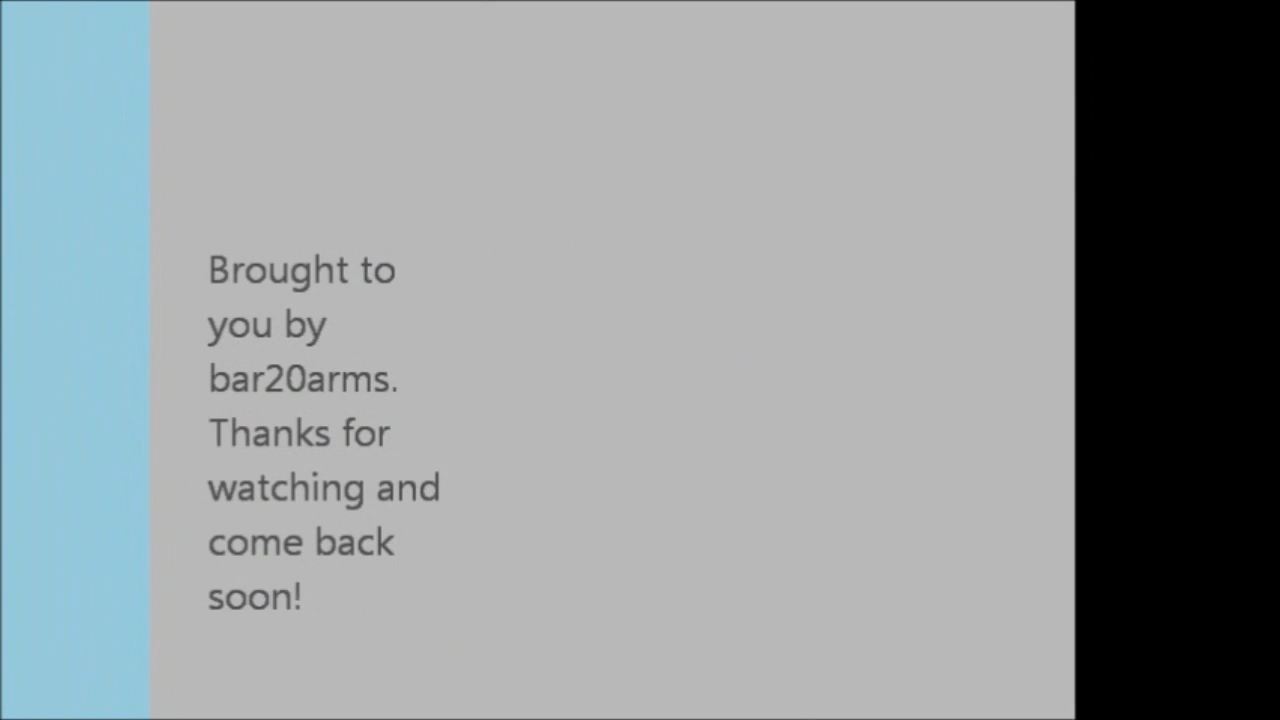 Brought to
you by
bar20arms.
Thanks for
watching and
come back
soon!